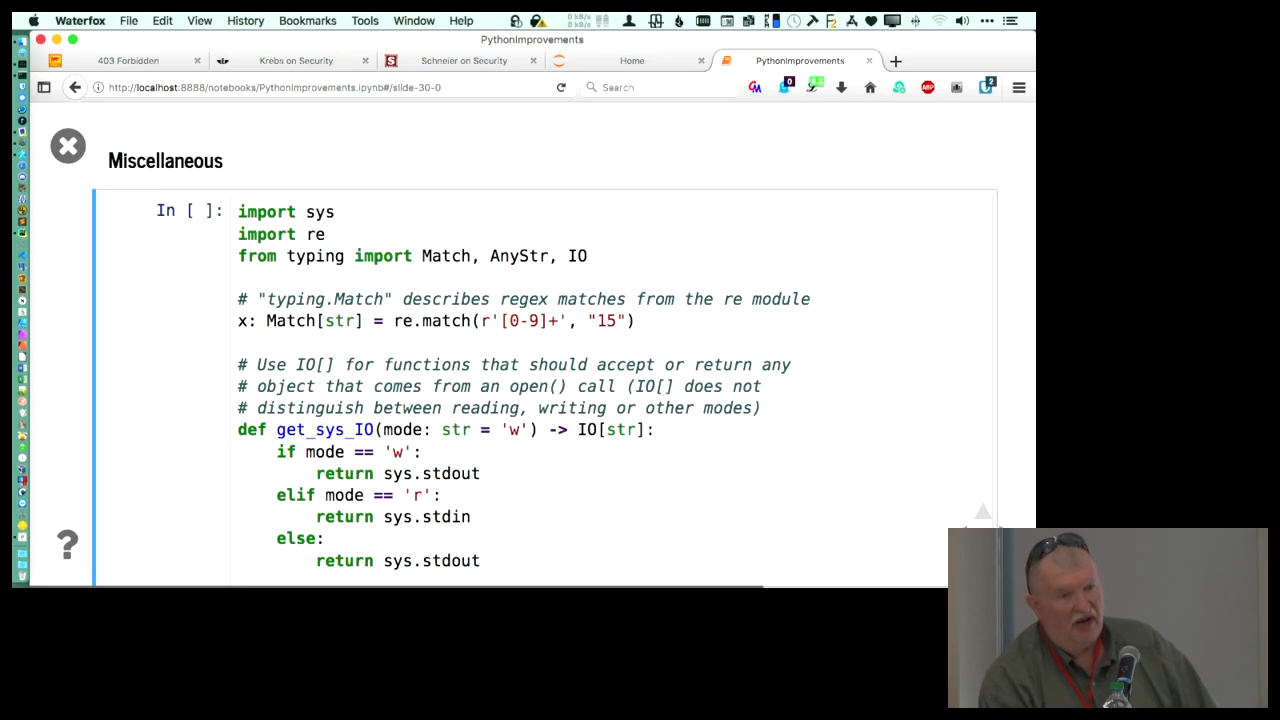 Waterfox File Edit View History Bookmarks Tools Window Help
PythonImprovements
403 Forbidden Krebs on Security Schneier on Security Home PythonImprovements
http://localhost:8888/notebooks/PythonImprovements.ipynb#/slide-30-0 Search
Miscellaneous
In [ ]: import sys
import re
from typing import Match, AnyStr, IO
# "typing.Match" describes regex matches from the re module
x: Match[str] = re.match(r'[0-9]+', "15")
# Use IO[] for functions that should accept or return any
# object that comes from an open() call (IO[] does not
# distinguish between reading, writing or other modes)
def get_sys_IO(mode: str = 'w') -> IO[str]:
if mode == 'w':
return sys.stdout
elif mode == 'r':
return sys.stdin
else:
return sys.stdout
?